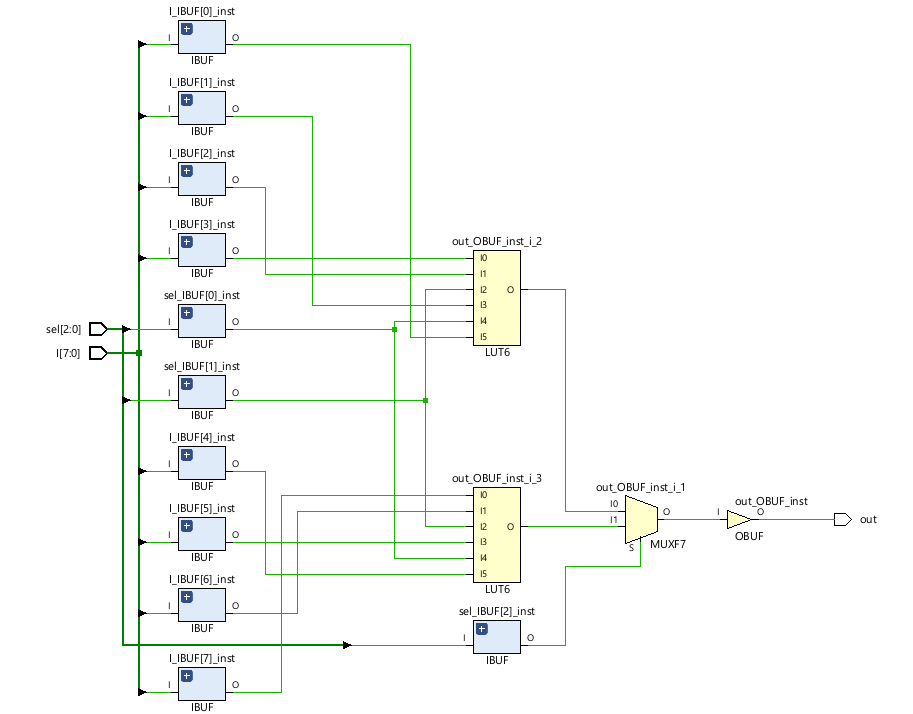 I_IBUF[0]_inst
I O
IBUF
I_IBUF[1]_inst
I O
IBUF
I_IBUF[2]_inst
I O
IBUF
I_IBUF[3]_inst
I O
IBUF
sel_IBUF[0]_inst
I O
IBUF
sel[2:0]
I[7:0]
sel_IBUF[1]_inst
I O
IBUF
I_IBUF[4]_inst
I O
IBUF
I_IBUF[5]_inst
I O
IBUF
I_IBUF[6]_inst
I O
IBUF
I_IBUF[7]_inst
I O
IBUF
out_OBUF_inst_i_2
I0
I1
I2 O
I3
I4
I5
LUT6
out_OBUF_inst_i_3
I0
I1
I2 O
I3
I4
I5
LUT6
sel_IBUF[2]_inst
I O
IBUF
out_OBUF_inst_i_1
I0 O
I1
S MUXF7
out_OBUF_inst
I O
OBUF
out